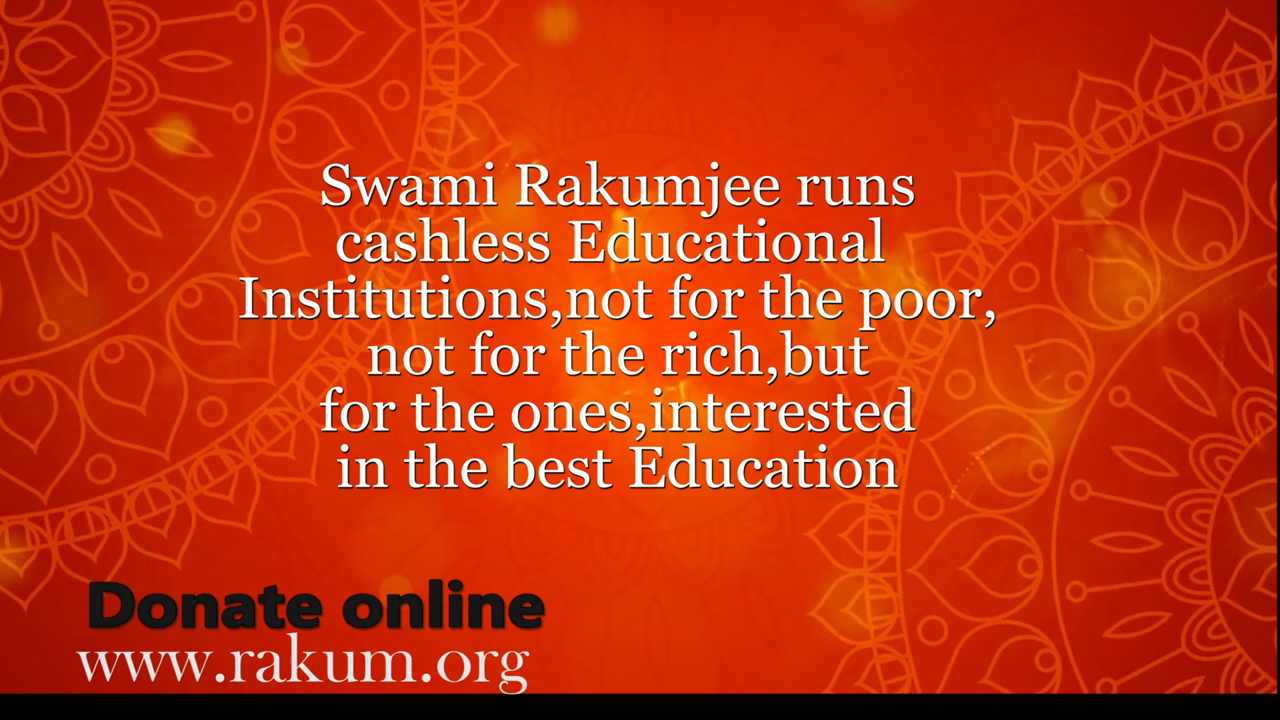 Swami Rakumjee runs
cashless Educational
Institutions,not for the poor,
not for the rich,but
for the ones,interested
in the best Education
Donate online
www.rakum.org